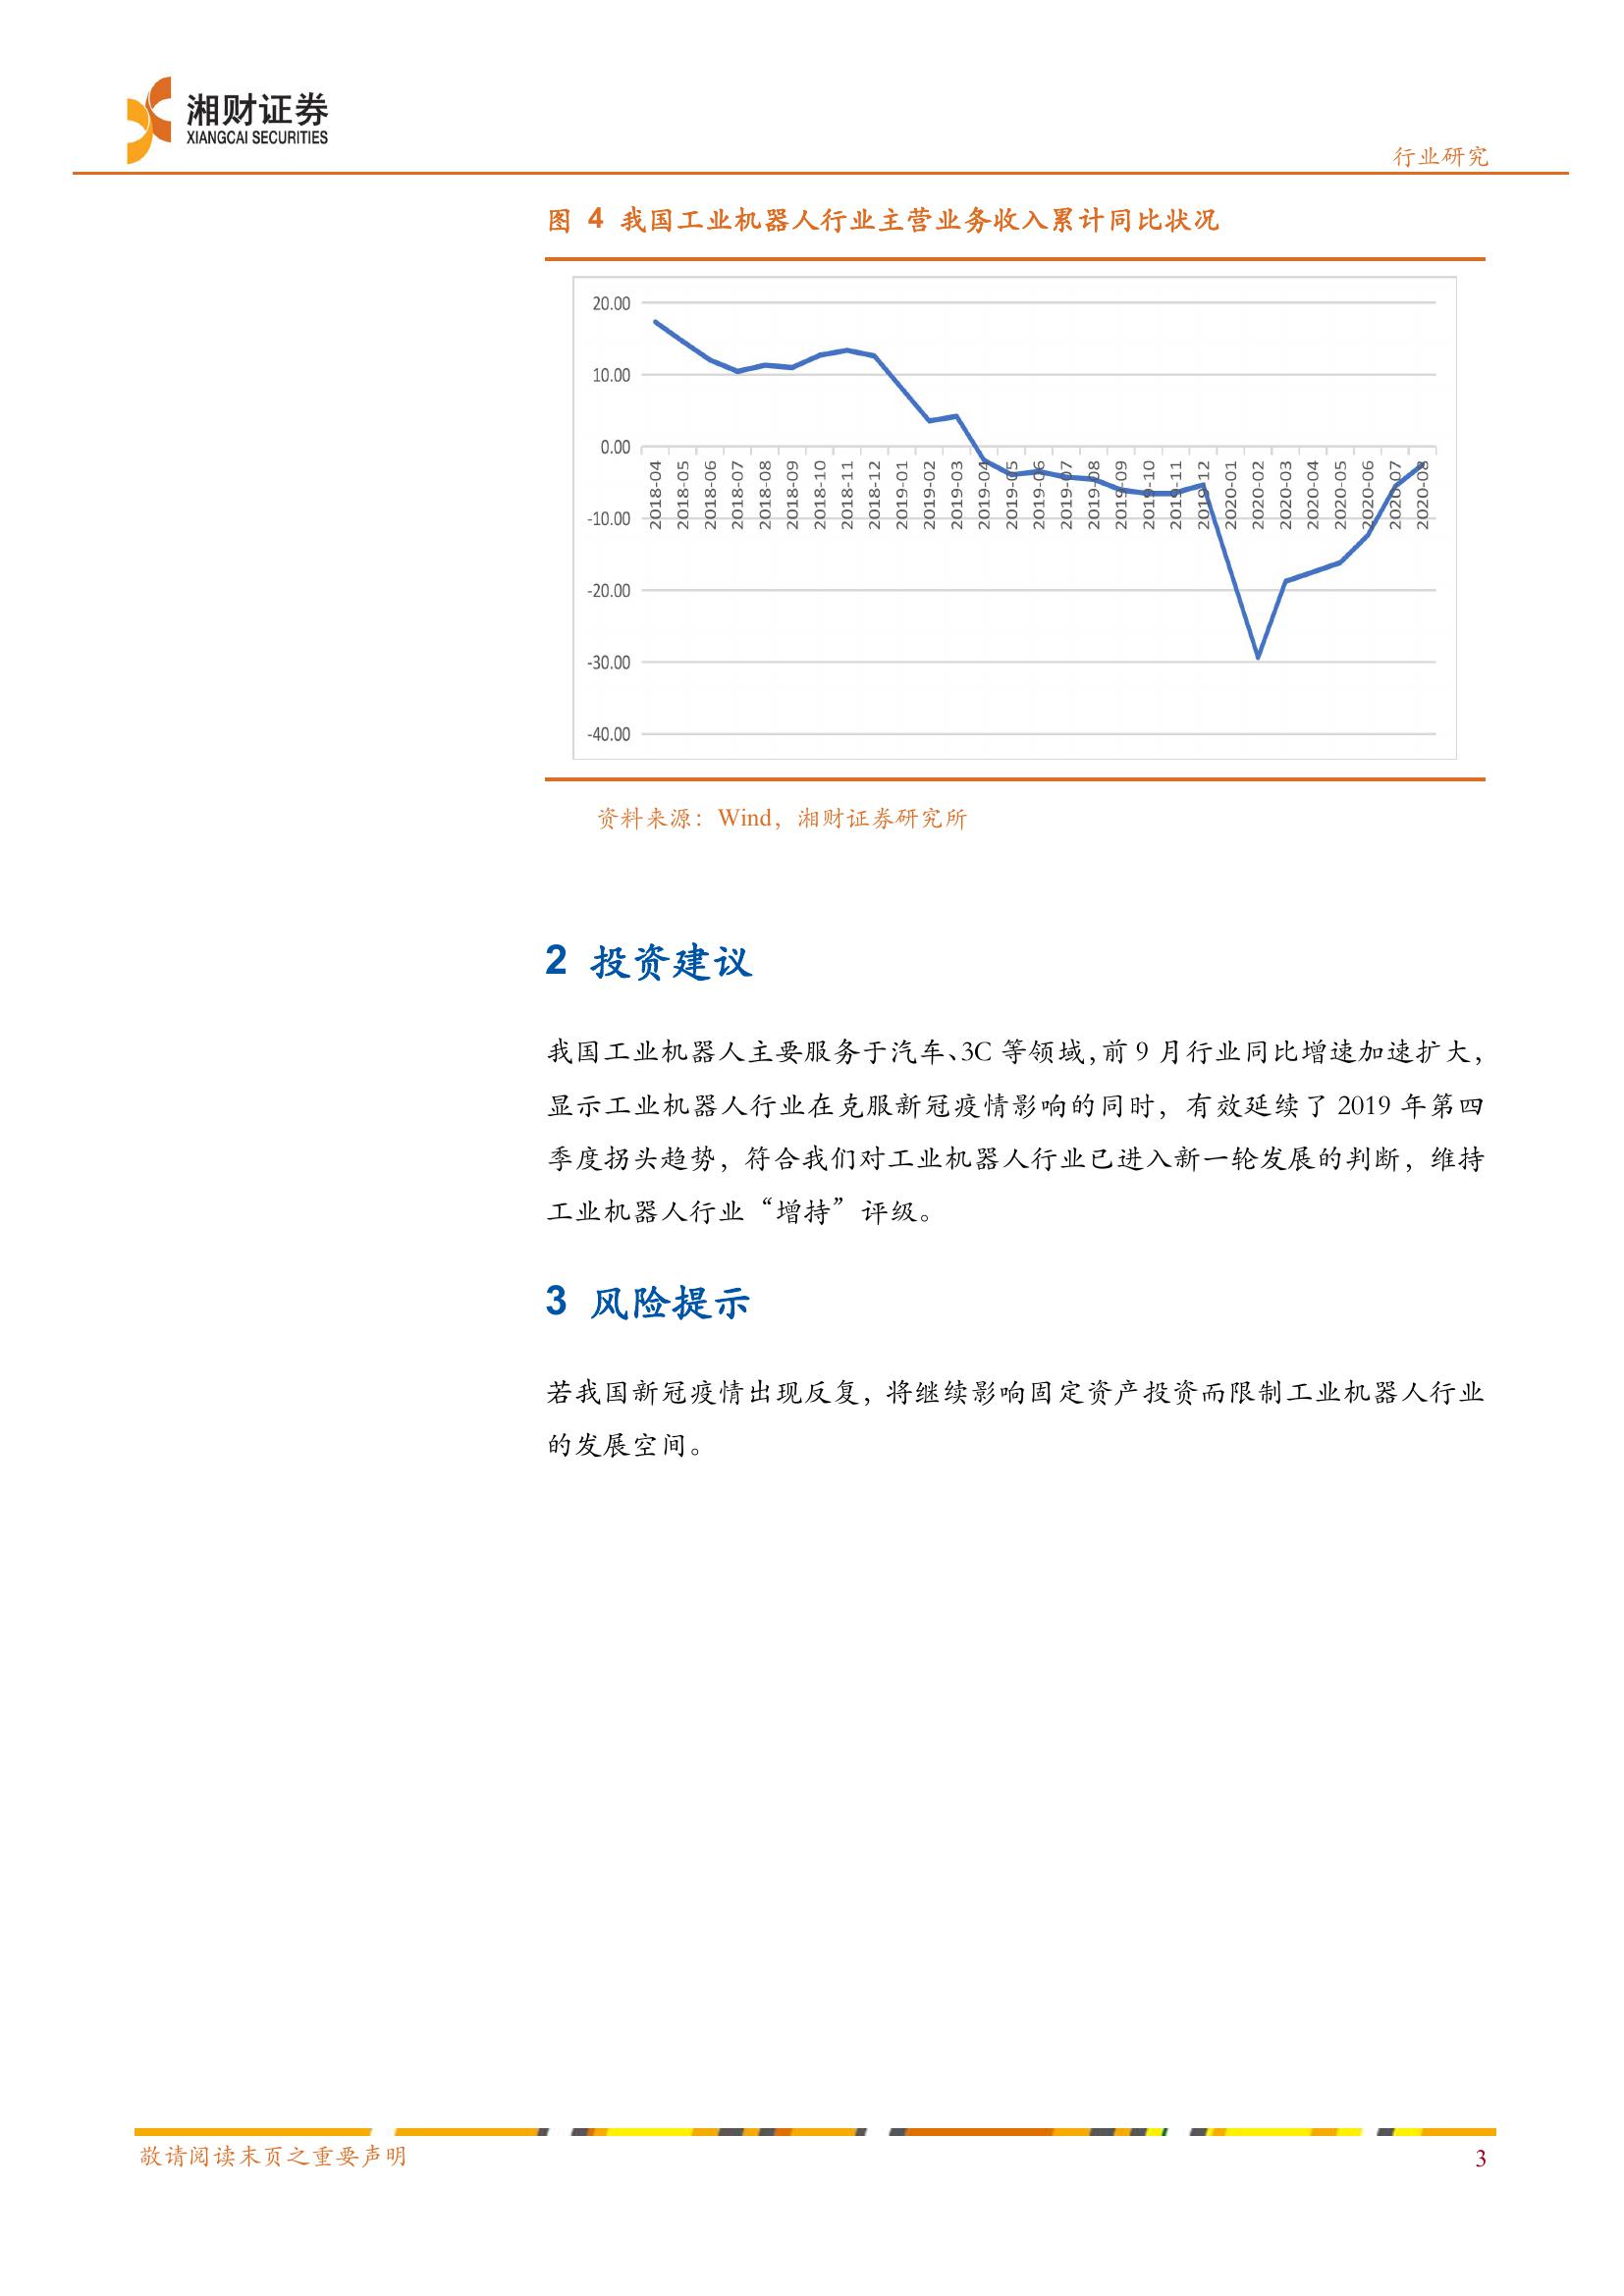 湘财证券
XIANGCAI SECURITIES
行业研究
图 4 我国工业机器人行业主营业务收入累计同比状况
20.00
10.00
0.00
-10.00
-20.00
-30.00
-40.00
2018-04
2018-05
2018-06
2018-07
2018-08
2018-09
2018-10
2018-11
2018-12
2019-01
2019-02
2019-03
2019-04
2019-05
2019-06
2019-07
2019-08
2019-09
2019-10
2019-11
2019-12
2020-01
2020-02
2020-03
2020-04
2020-05
2020-06
2020-07
2020-08
资料来源：Wind，湘财证券研究所
2 投资建议
我国工业机器人主要服务于汽车、3C 等领域，前 9 月行业同比增速加速扩大，
显示工业机器人行业在克服新冠疫情影响的同时，有效延续了 2019 年第四
季度拐头趋势，符合我们对工业机器人行业已进入新一轮发展的判断，维持
工业机器人行业“增持”评级。
3 风险提示
若我国新冠疫情出现反复，将继续影响固定资产投资而限制工业机器人行业
的发展空间。
敬请阅读末页之重要声明
3